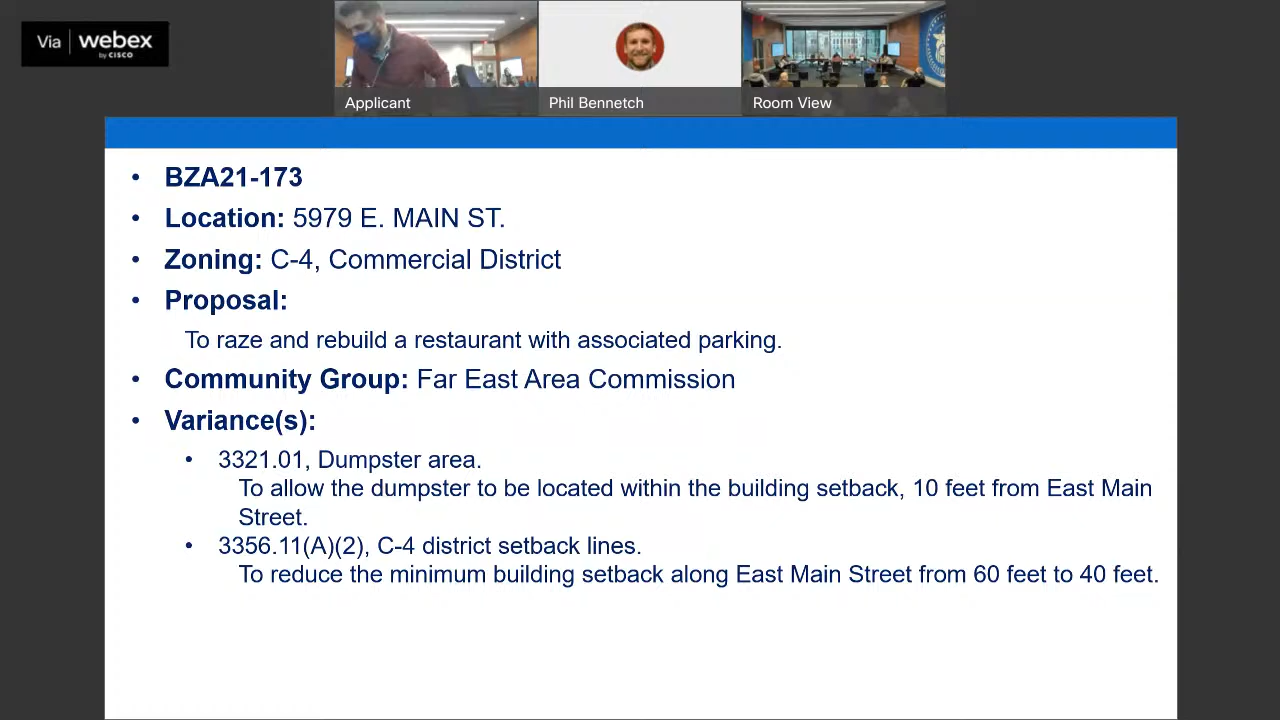 Via | webex
by CISCO
Applicant
Phil Bennetch
Room View
• BZA21-173
• Location: 5979 E. MAIN ST.
• Zoning: C-4, Commercial District
• Proposal:
To raze and rebuild a restaurant with associated parking.
• Community Group: Far East Area Commission
• Variance(s):
• 3321.01, Dumpster area.
To allow the dumpster to be located within the building setback, 10 feet from East Main
Street.
• 3356.11(A)(2), C-4 district setback lines.
To reduce the minimum building setback along East Main Street from 60 feet to 40 feet.